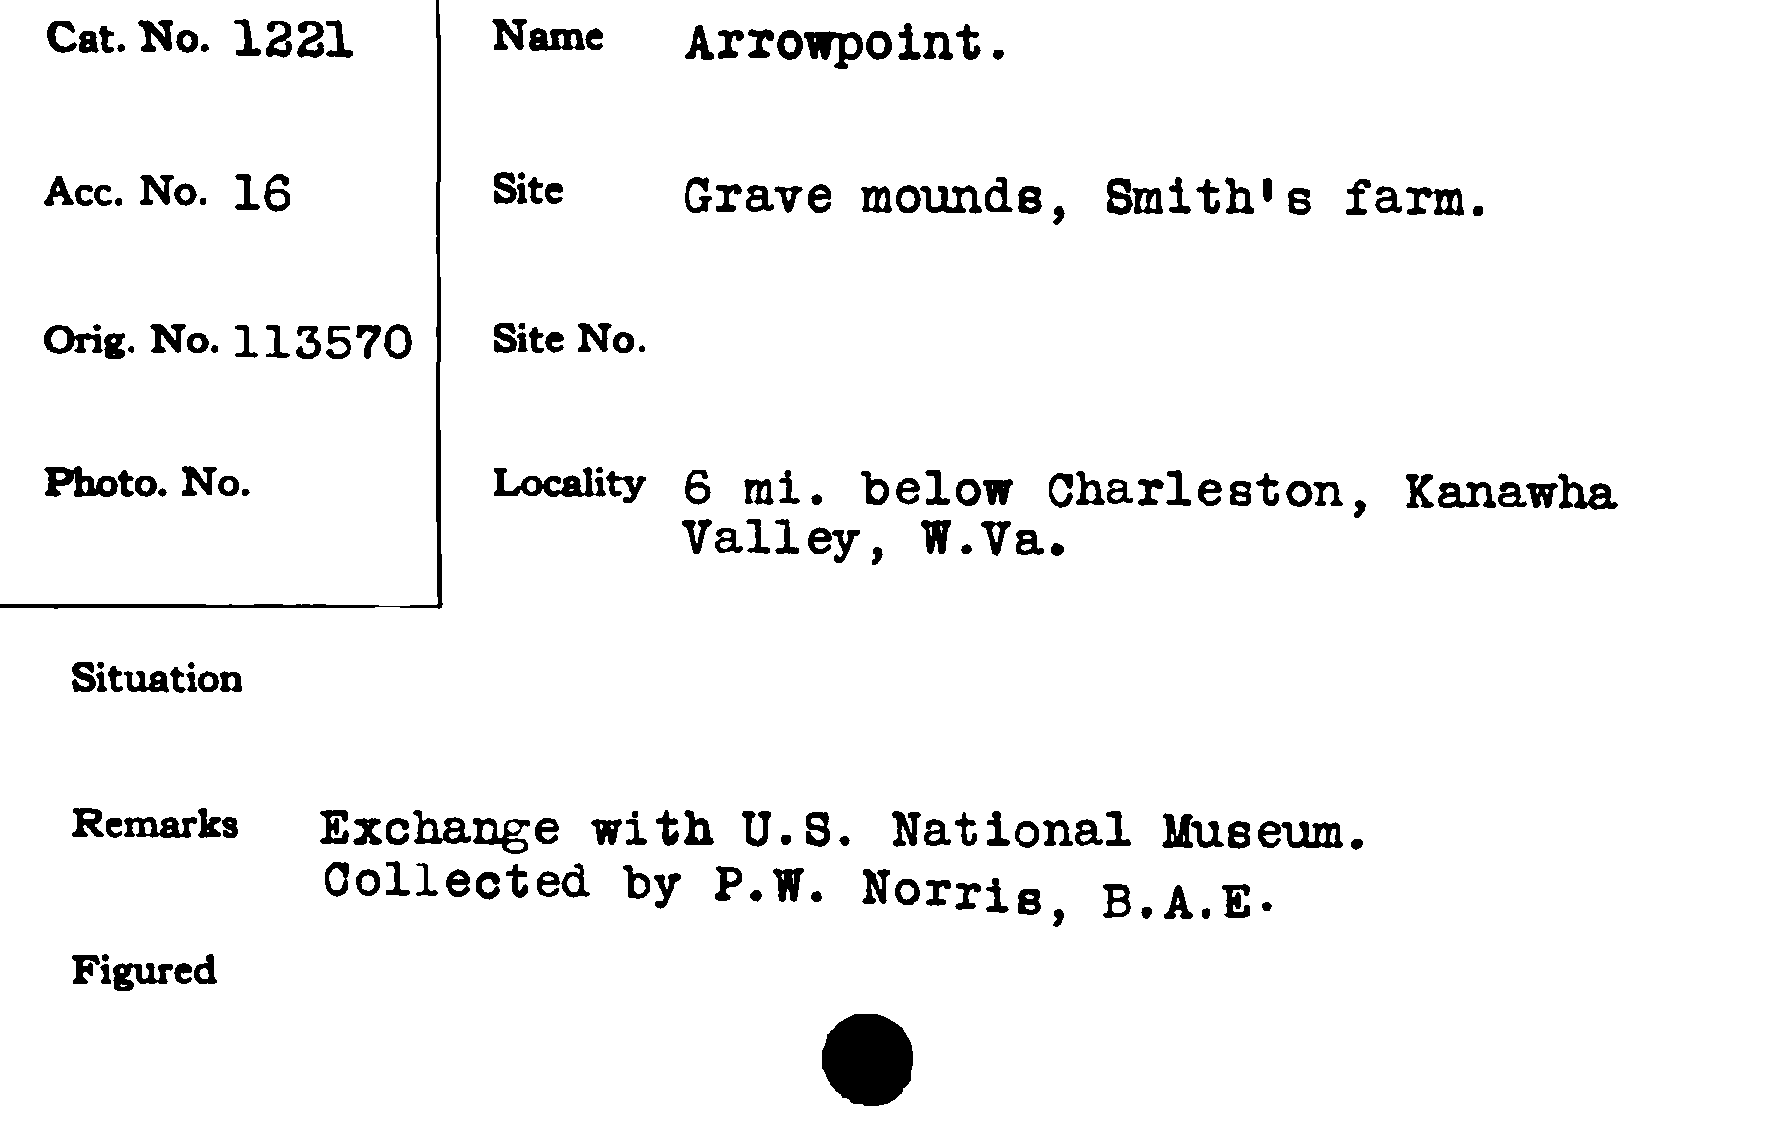 Cat. No. 1221
Name Arrowpoint.
Acc. No. 16
Site Grave mounds, Smith's farm.
Orig. No. 113570
Site No.
Photo. No.
Locality 6 mi. below Charleston, Kanawha
Valley, W.Va.
Situation
Remarks Exchange with U.S. National Museum.
Collected by P.W. Norris, B.A.E.
Figured